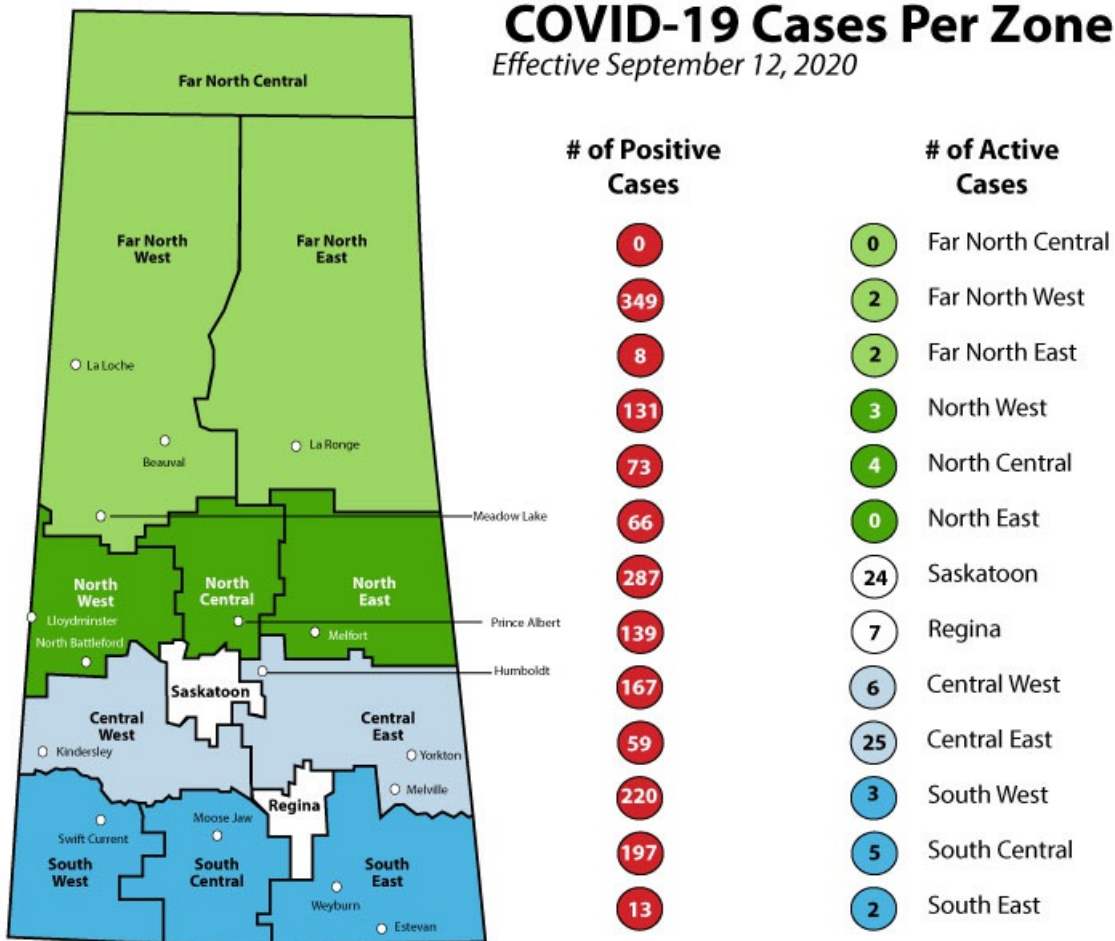 COVID-19 Cases Per Zone
Effective September 12, 2020
# of Positive
Cases
# of Active
Cases
0 0 Far North Central
349 2 Far North West
8 2 Far North East
131 3 North West
73 4 North Central
66 0 North East
287 24 Saskatoon
139 7 Regina
167 6 Central West
59 25 Central East
220 3 South West
197 5 South Central
13 2 South East
Far North Central
Far North
West
Far North
East
La Loche
Beauval
La Ronge
Meadow Lake
North
West
North
Central
North
East
Lloydminster
North Battleford
Prince Albert
Melfort
Humboldt
Saskatoon
Central
West
Central
East
Kindersley
Yorkton
Melville
Regina
Moose Jaw
Swift Current
South
West
South
Central
South
East
Weyburn
Estevan